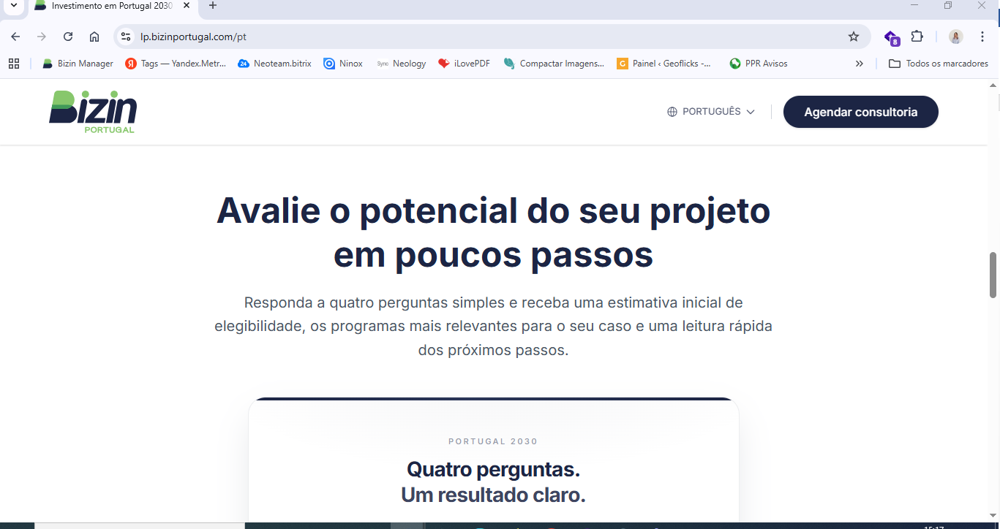 Investimento em Portugal 2030
lp.bizinportugal.com/pt
8
Bizin Manager
Tags — Yandex.Metr...
24
Neoteam.bitrix
Ninox
Sync
Neology
iLovePDF
Compactar Imagens...
G
Painel ‹ Geoflicks -...
PPR Avisos
Todos os marcadores
Bizin
PORTUGAL
PORTUGUÊS
Agendar consultoria
Avalie o potencial do seu projeto
em poucos passos
Responda a quatro perguntas simples e receba uma estimativa inicial de
elegibilidade, os programas mais relevantes para o seu caso e uma leitura rápida
dos próximos passos.
PORTUGAL 2030
Quatro perguntas.
Um resultado claro.